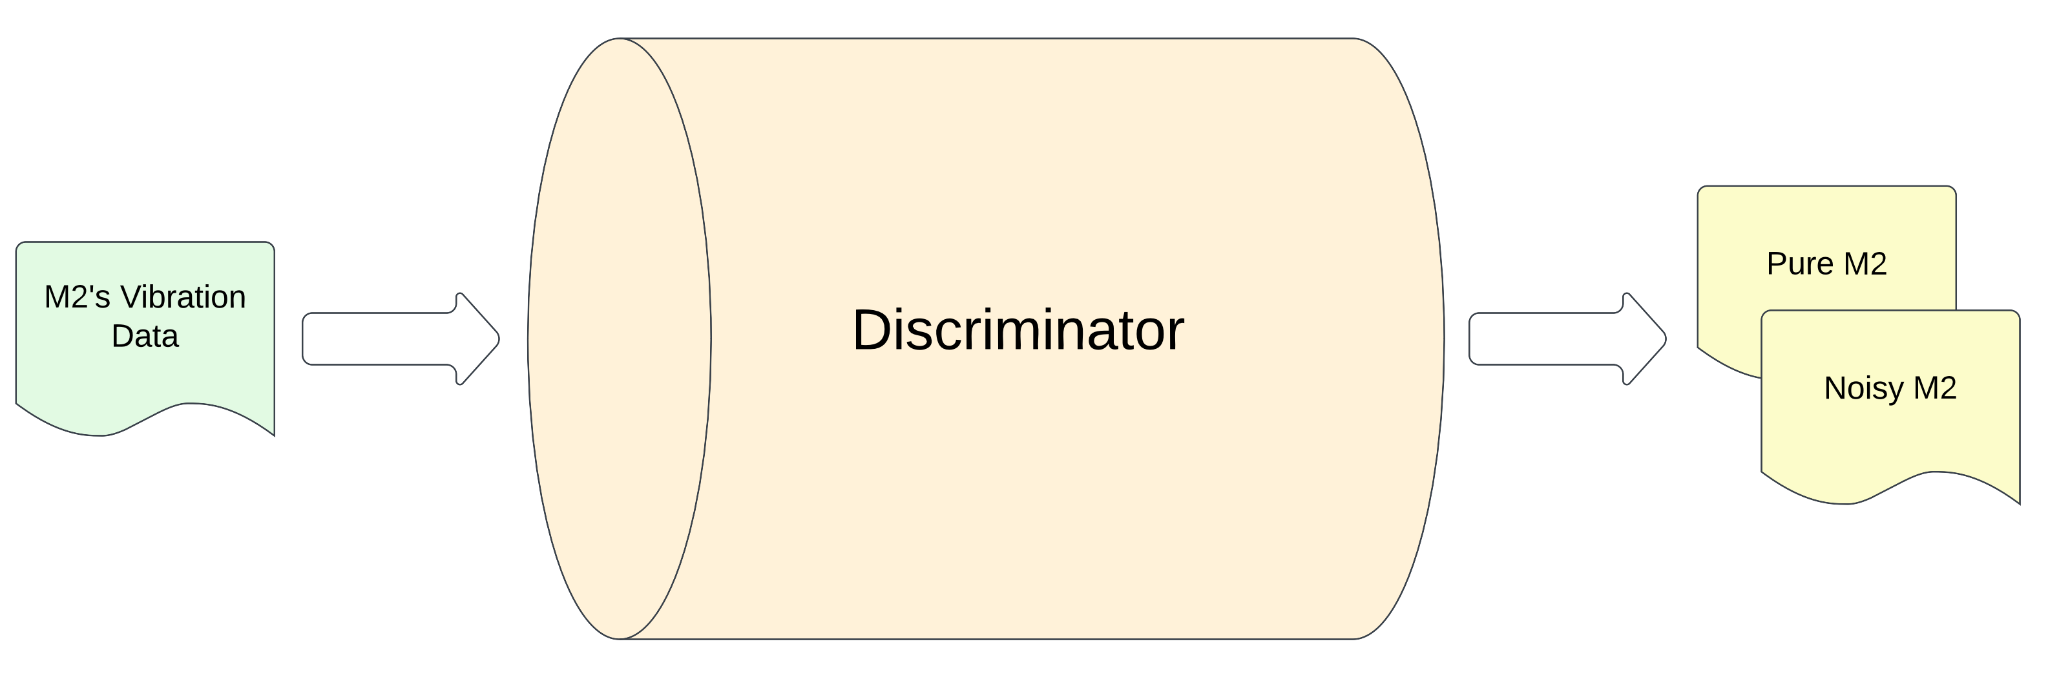 M2's Vibration
Data
Discriminator
Pure M2
Noisy M2